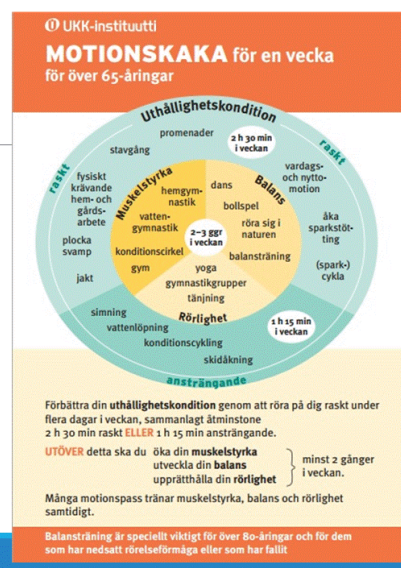 UKK-instituutti
MOTIONSKAKA för en vecka
för över 65-åringar
Uthållighetskondition
promenader
2 h 30 min
i veckan
stavgång
raskt
raskt
fysiskt
krävande
hem- och
gårds-
arbete
plocka
svamp
jakt
vardags-
och nytto-
motion
åka
sparkstöt-
ting
(spark-)
cykla
Muskelstyrka
hemgym-
nastik
vatten-
gymnastik
konditionscirkel
gym
dans
Balans
bollspel
röra sig i
naturen
balansträning
2–3 ggr
i veckan
yoga
gymnastikgrupper
tänjning
Rörlighet
simning
vattenlöpning
konditionscykling
skidåkning
1 h 15 min
i veckan
ansträngande
Förbättra din uthållighetskondition genom att röra på dig raskt under
flera dagar i veckan, sammanlagt åtminstone
2 h 30 min raskt ELLER 1 h 15 min ansträngande.
UTÖVER detta ska du öka din muskelstyrka
utveckla din balans
upprätthålla din rörlighet
minst 2 gånger
i veckan.
Många motionspass tränar muskelstyrka, balans och rörlighet
samtidigt.
Balansträning är speciellt viktigt för över 80-åringar och för dem
som har nedsatt rörelseförmåga eller som har fallit